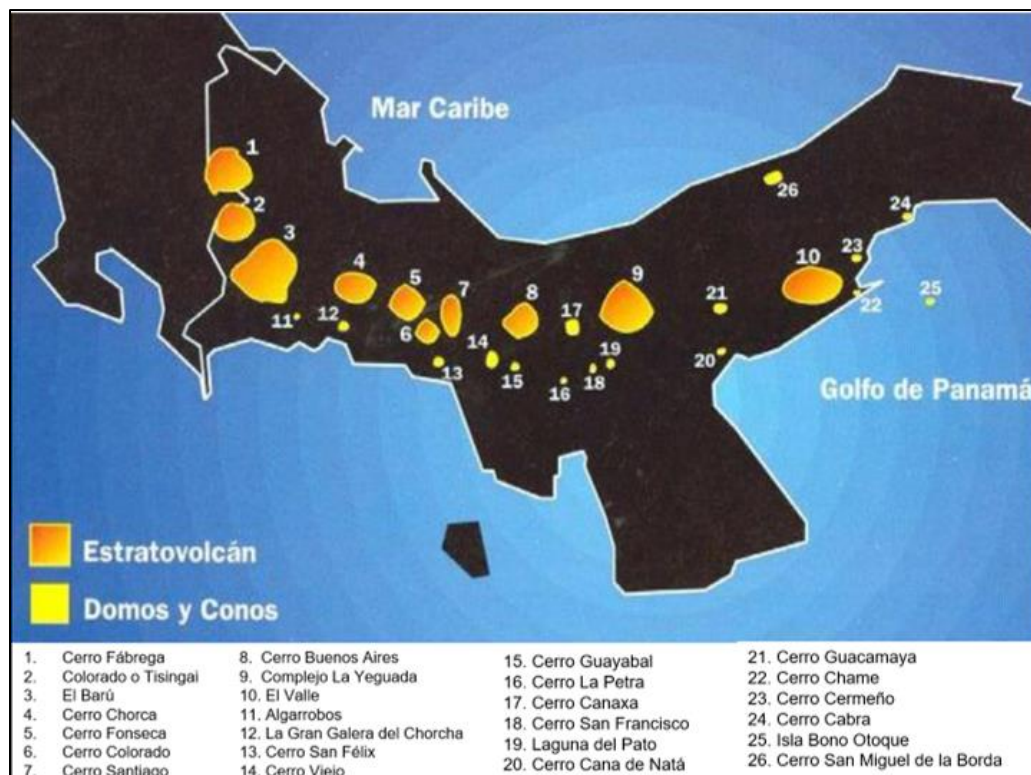 Mar Caribe
1
2
3
4
5
6
7
8
9
10
11
12
13
14
15
16
17
18
19
20
21
22
23
24
25
26
Golfo de Panamá
Estratovolcán
Domos y Conos
1. Cerro Fábrega
2. Colorado o Tisingai
3. El Barú
4. Cerro Chorca
5. Cerro Fonseca
6. Cerro Colorado
7. Cerro Santiago
8. Cerro Buenos Aires
9. Complejo La Yeguada
10. El Valle
11. Algarrobos
12. La Gran Galera del Chorcha
13. Cerro San Félix
14. Cerro Viejo
15. Cerro Guayabal
16. Cerro La Petra
17. Cerro Canaxa
18. Cerro San Francisco
19. Laguna del Pato
20. Cerro Cana de Natá
21. Cerro Guacamaya
22. Cerro Chame
23. Cerro Cermeño
24. Cerro Cabra
25. Isla Bono Otoque
26. Cerro San Miguel de la Borda